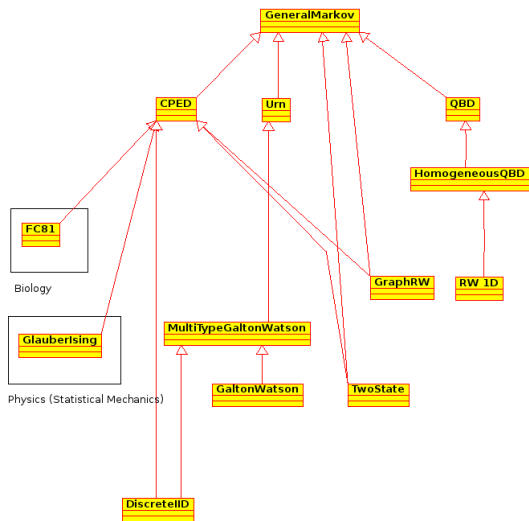 GeneralMarkov
CPED
Urn
QBD
HomogeneousQBD
FC81
Biology
GraphRW
RW 1D
MultiTypeGaltonWatson
GlauberIsing
Physics (Statistical Mechanics)
GaltonWatson
TwoState
DiscreteIID